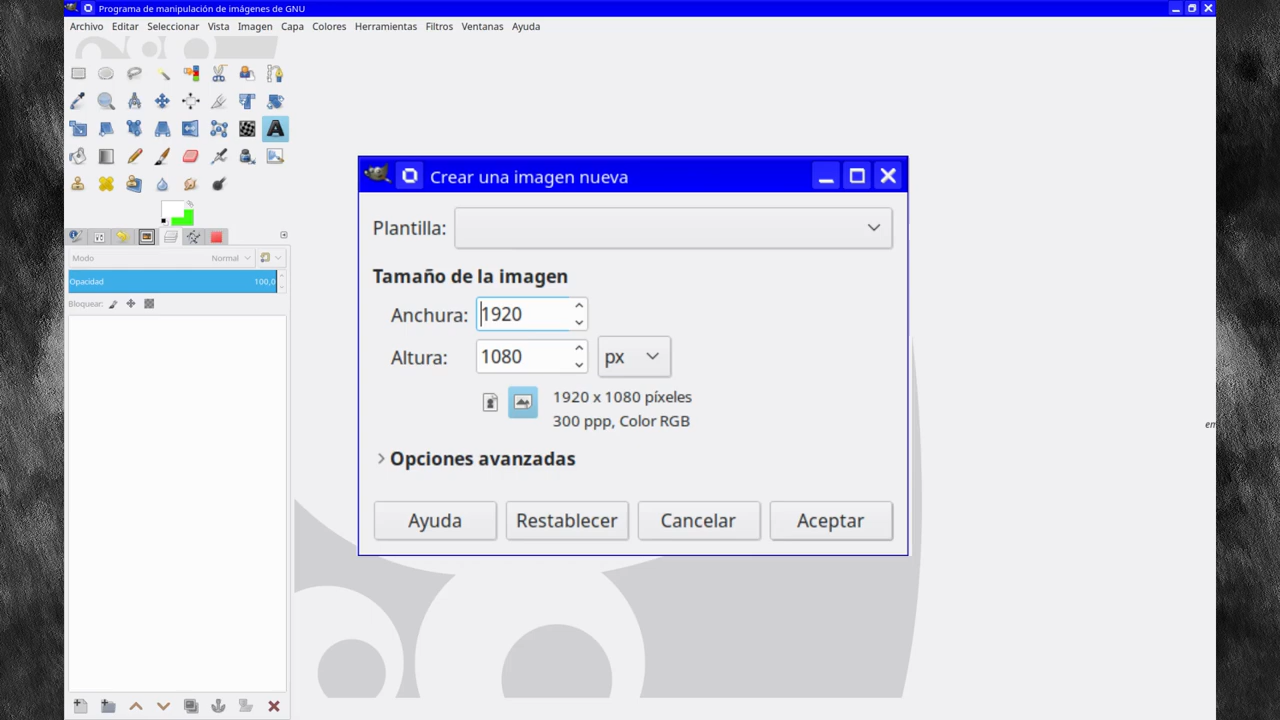 Programa de manipulación de imágenes de GNU
Archivo Editar Seleccionar Vista Imagen Capa Colores Herramientas Filtros Ventanas Ayuda
Modo Normal
Opacidad 100,0
Bloquear:
Crear una imagen nueva
Plantilla:
Tamaño de la imagen
Anchura: 1920
Altura: 1080 px
1920 x 1080 píxeles
300 ppp, Color RGB
Opciones avanzadas
Ayuda Restablecer Cancelar Aceptar